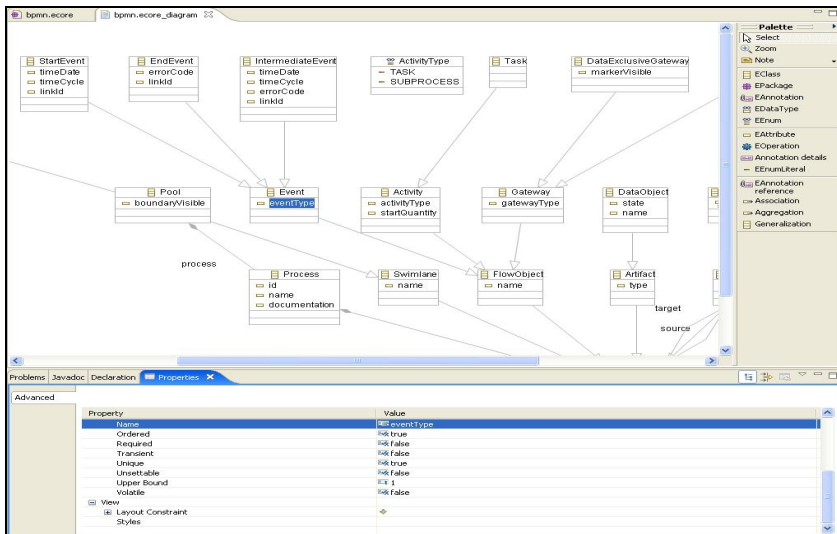 bpmn.ecore
bpmn.ecore_diagram
StartEvent
timeDate
timeCycle
linkId
EndEvent
errorCode
linkId
IntermediateEvent
timeDate
timeCycle
errorCode
linkId
ActivityType
TASK
SUBPROCESS
Task
DataExclusiveGateway
markerVisible
Pool
boundaryVisible
Event
eventType
Activity
activityType
startQuantity
Gateway
gatewayType
DataObject
state
name
process
Process
id
name
documentation
Swimlane
name
FlowObject
name
Artifact
type
target
source
Palette
Select
Zoom
Note
EClass
EPackage
EAnnotation
EDataType
EEnum
EAttribute
EOperation
Annotation details
EEnumLiteral
EAnnotation
reference
Association
Aggregation
Generalization
Problems Javadoc Declaration Properties
Advanced
Property Value
Name eventType
Ordered true
Required false
Transient false
Unique true
Unsettable false
Upper Bound 1
Volatile false
View
Layout Constraint
Styles